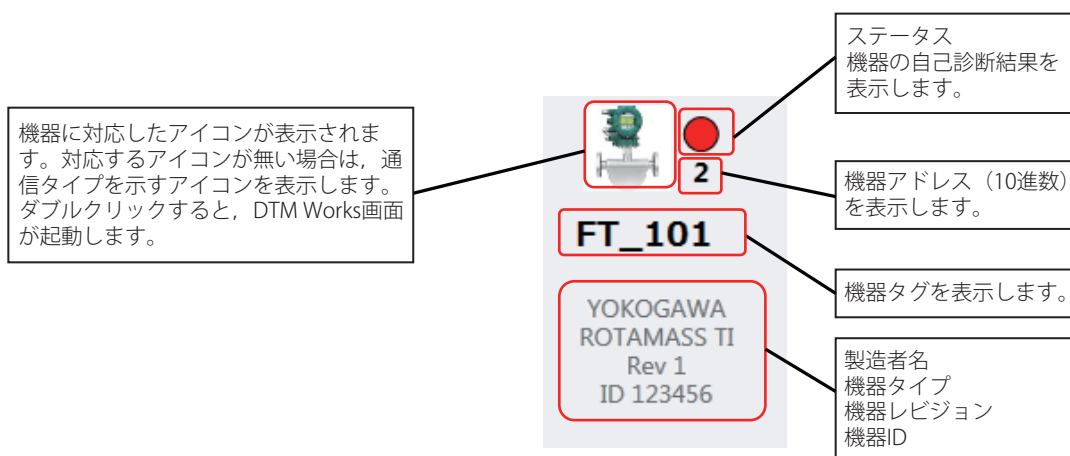 機器に対応したアイコンが表示されま
す。対応するアイコンが無い場合は，通
信タイプを示すアイコンを表示します。
ダブルクリックすると，DTM Works画面
が起動します。
2
FT_101
YOKOGAWA
ROTAMASS TI
Rev 1
ID 123456
ステータス
機器の自己診断結果を
表示します。
機器アドレス（10進数）
を表示します。
機器タグを表示します。
製造者名
機器タイプ
機器レビジョン
機器ID